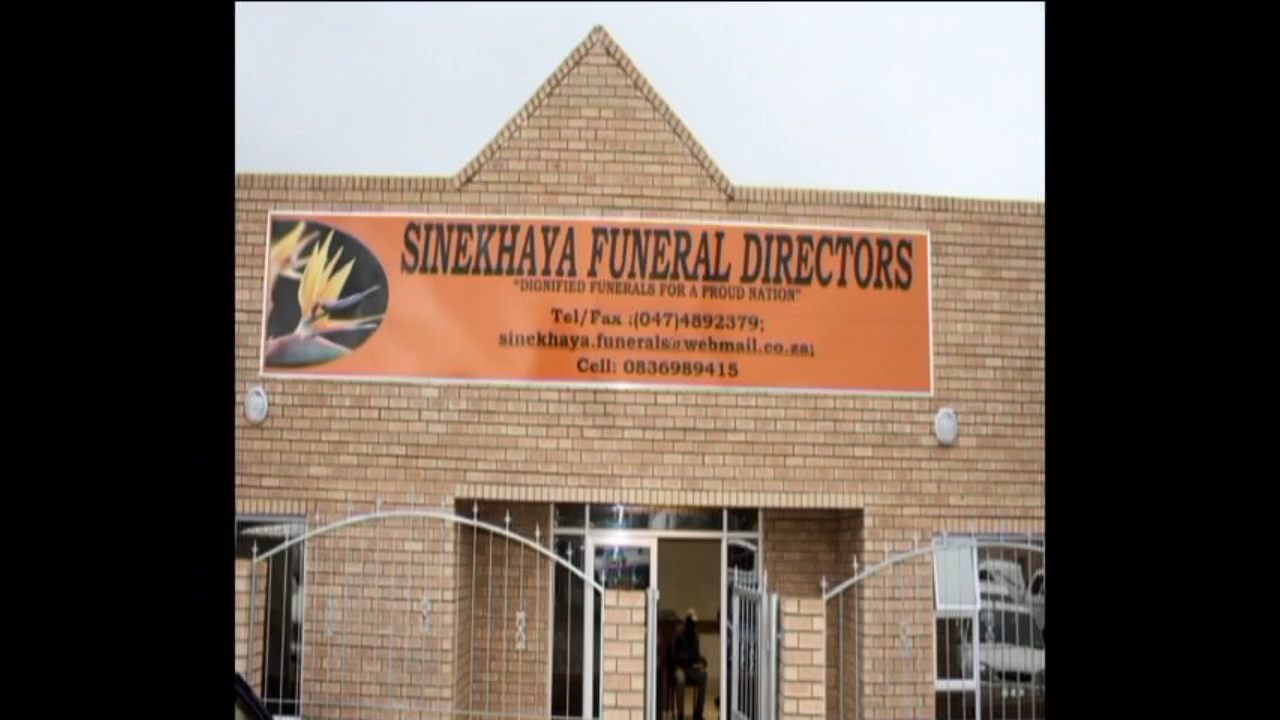 SINEKHAYA FUNERAL DIRECTORS
"DIGNIFIED FUNERALS FOR A PROUD NATION"
Tel/Fax :(047)4892379;
sinekhaya.funerals@webmail.co.za;
Cell: 0836989415